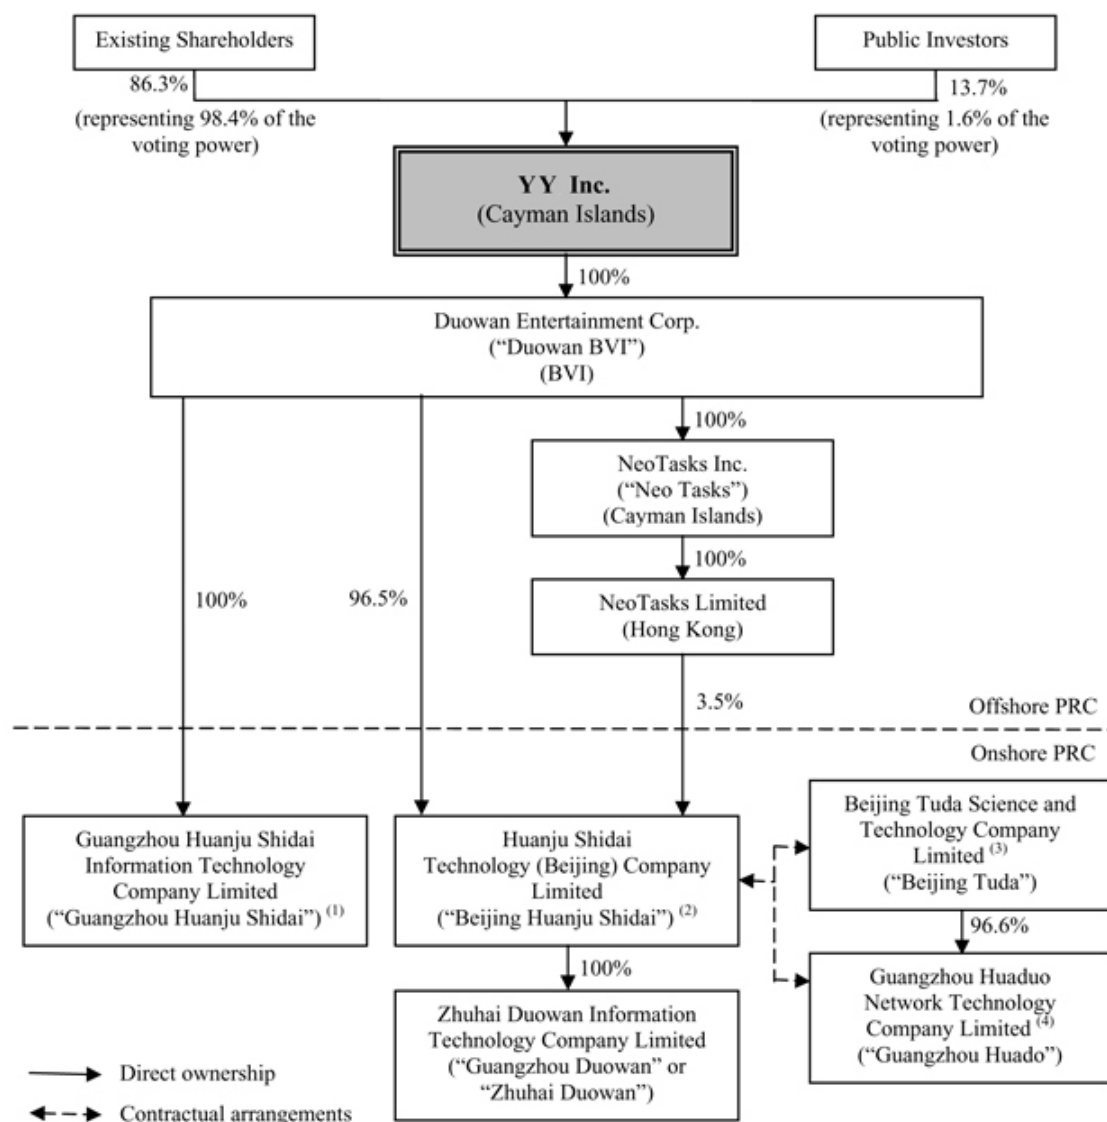 Existing Shareholders
Public Investors
86.3%
(representing 98.4% of the
voting power)
13.7%
(representing 1.6% of the
voting power)
YY Inc.
(Cayman Islands)
100%
Duowan Entertainment Corp.
(“Duowan BVI”)
(BVI)
100%
NeoTasks Inc.
(“Neo Tasks”)
(Cayman Islands)
100%
100%
96.5%
NeoTasks Limited
(Hong Kong)
3.5%
Offshore PRC
Onshore PRC
Guangzhou Huanju Shidai
Information Technology
Company Limited
(“Guangzhou Huanju Shidai”) (1)
Huanju Shidai
Technology (Beijing) Company
Limited
(“Beijing Huanju Shidai”) (2)
Beijing Tuda Science and
Technology Company
Limited (3)
(“Beijing Tuda”)
96.6%
100%
Zhuhai Duowan Information
Technology Company Limited
(“Guangzhou Duowan” or
“Zhuhai Duowan”)
Guangzhou Huaduo
Network Technology
Company Limited (4)
(“Guangzhou Huado”)
Direct ownership
Contractual arrangements